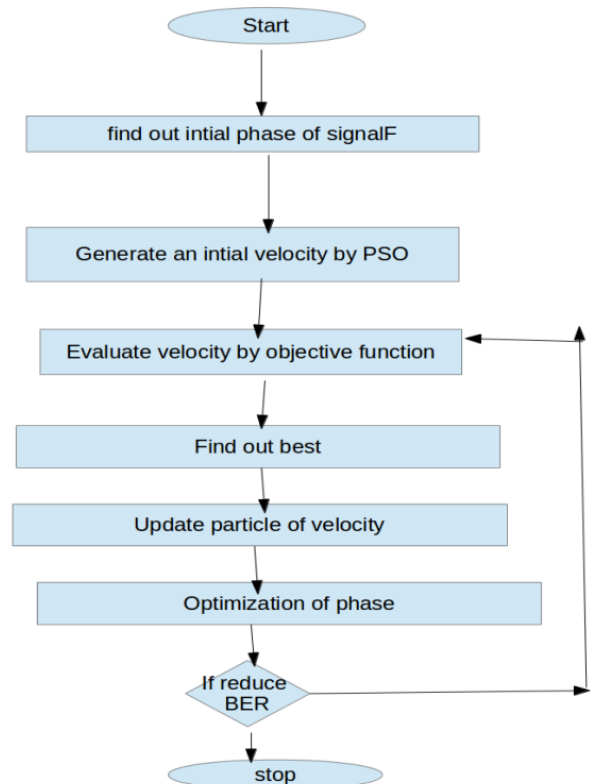 Start
find out intial phase of signalF
Generate an intial velocity by PSO
Evaluate velocity by objective function
Find out best
Update particle of velocity
Optimization of phase
If reduce
BER
stop